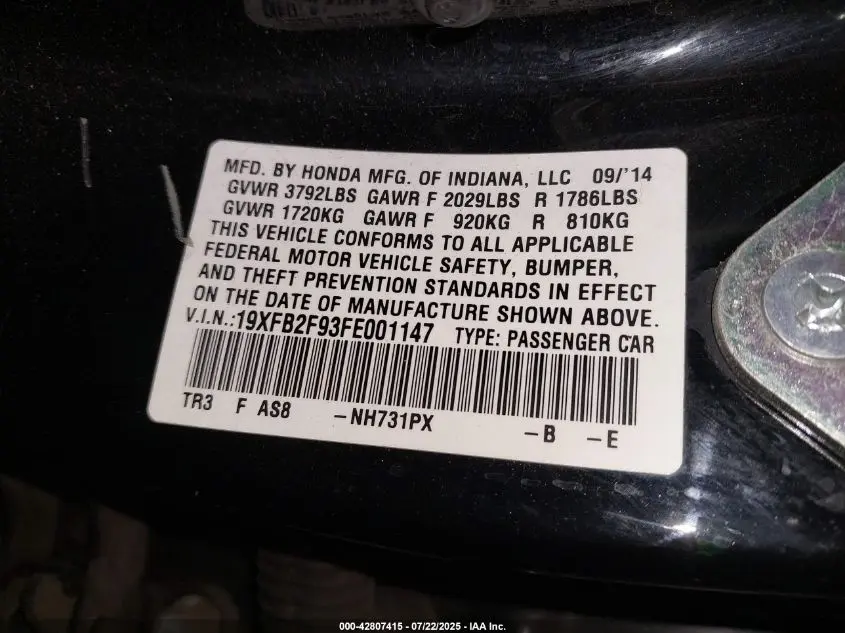 MFD. BY HONDA MFG. OF INDIANA, LLC 09/'14
GVWR 3792LBS GAWR F 2029LBS R 1786LBS
GVWR 1720KG GAWR F 920KG R 810KG
THIS VEHICLE CONFORMS TO ALL APPLICABLE
FEDERAL MOTOR VEHICLE SAFETY, BUMPER,
AND THEFT PREVENTION STANDARDS IN EFFECT
ON THE DATE OF MANUFACTURE SHOWN ABOVE.
V.I.N.:19XFB2F93FE001147 TYPE: PASSENGER CAR
TR3 F AS8 -NH731PX -B -E
000-42807415 - 07/22/2025 - IAA Inc.